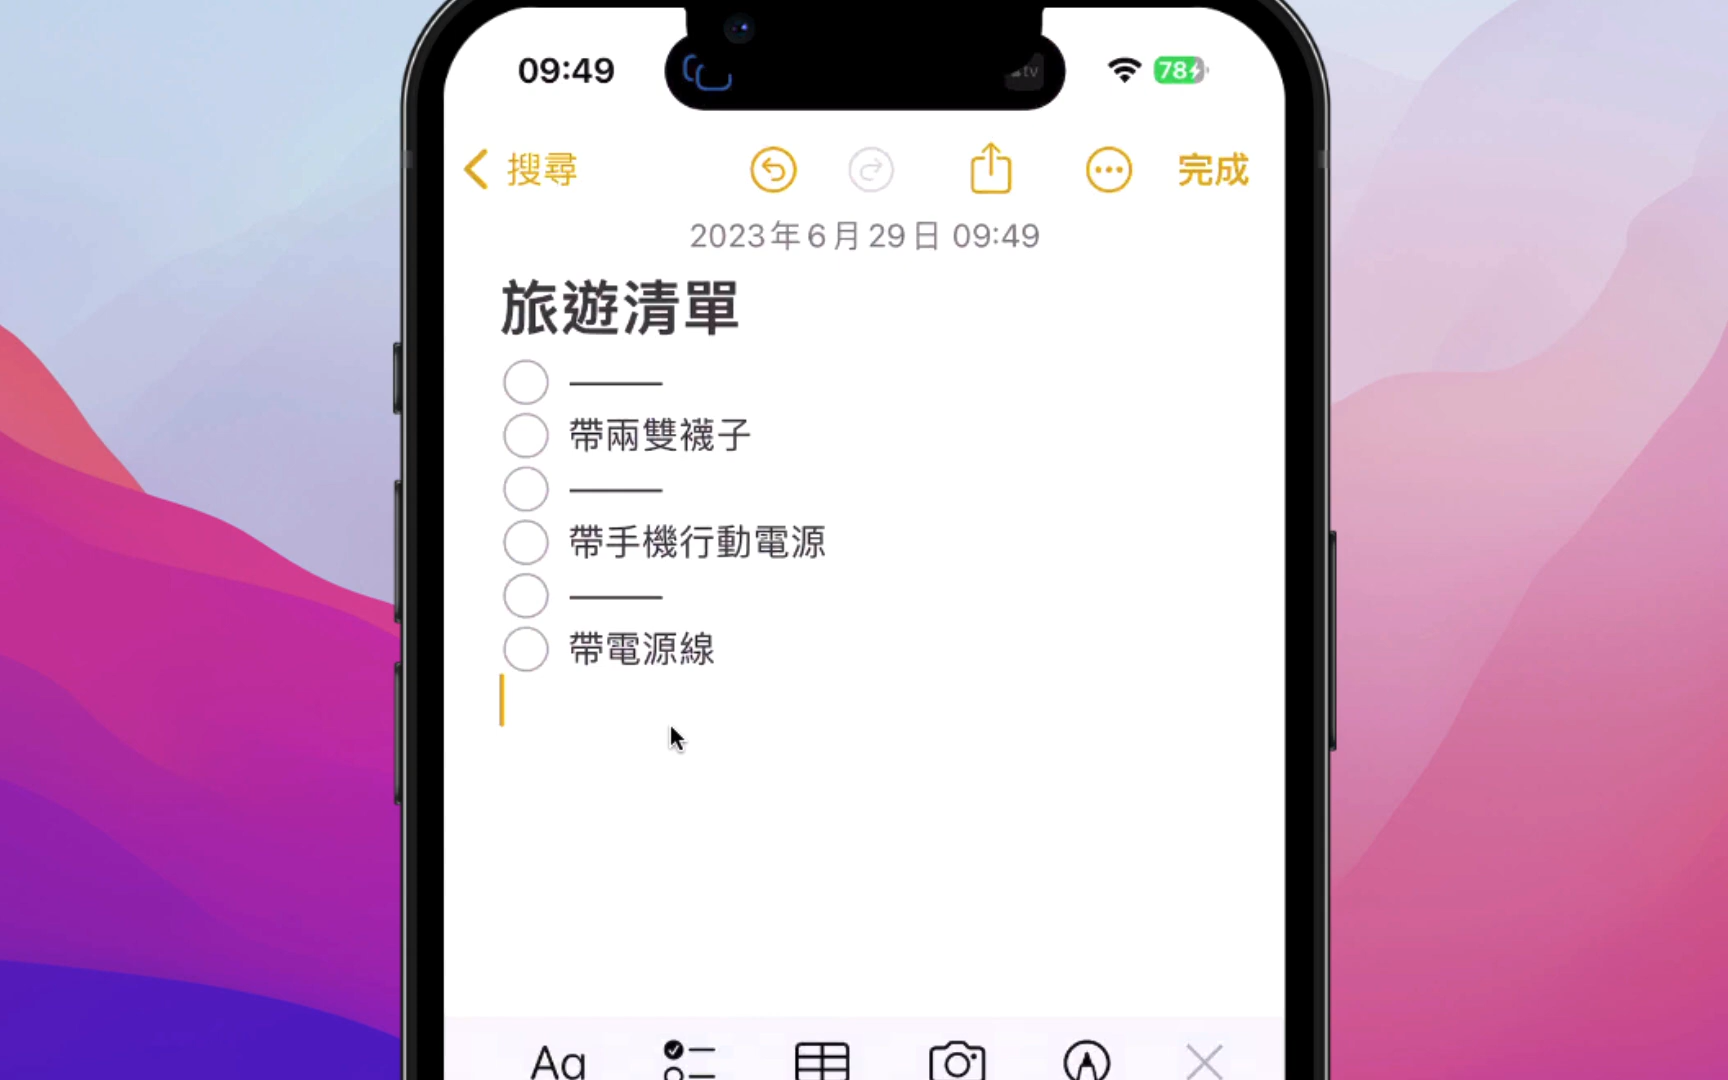 09:49
tv
78
搜尋
完成
2023年6月29日 09:49
旅遊清單
———
帶兩雙襪子
———
帶手機行動電源
———
帶電源線
Aa